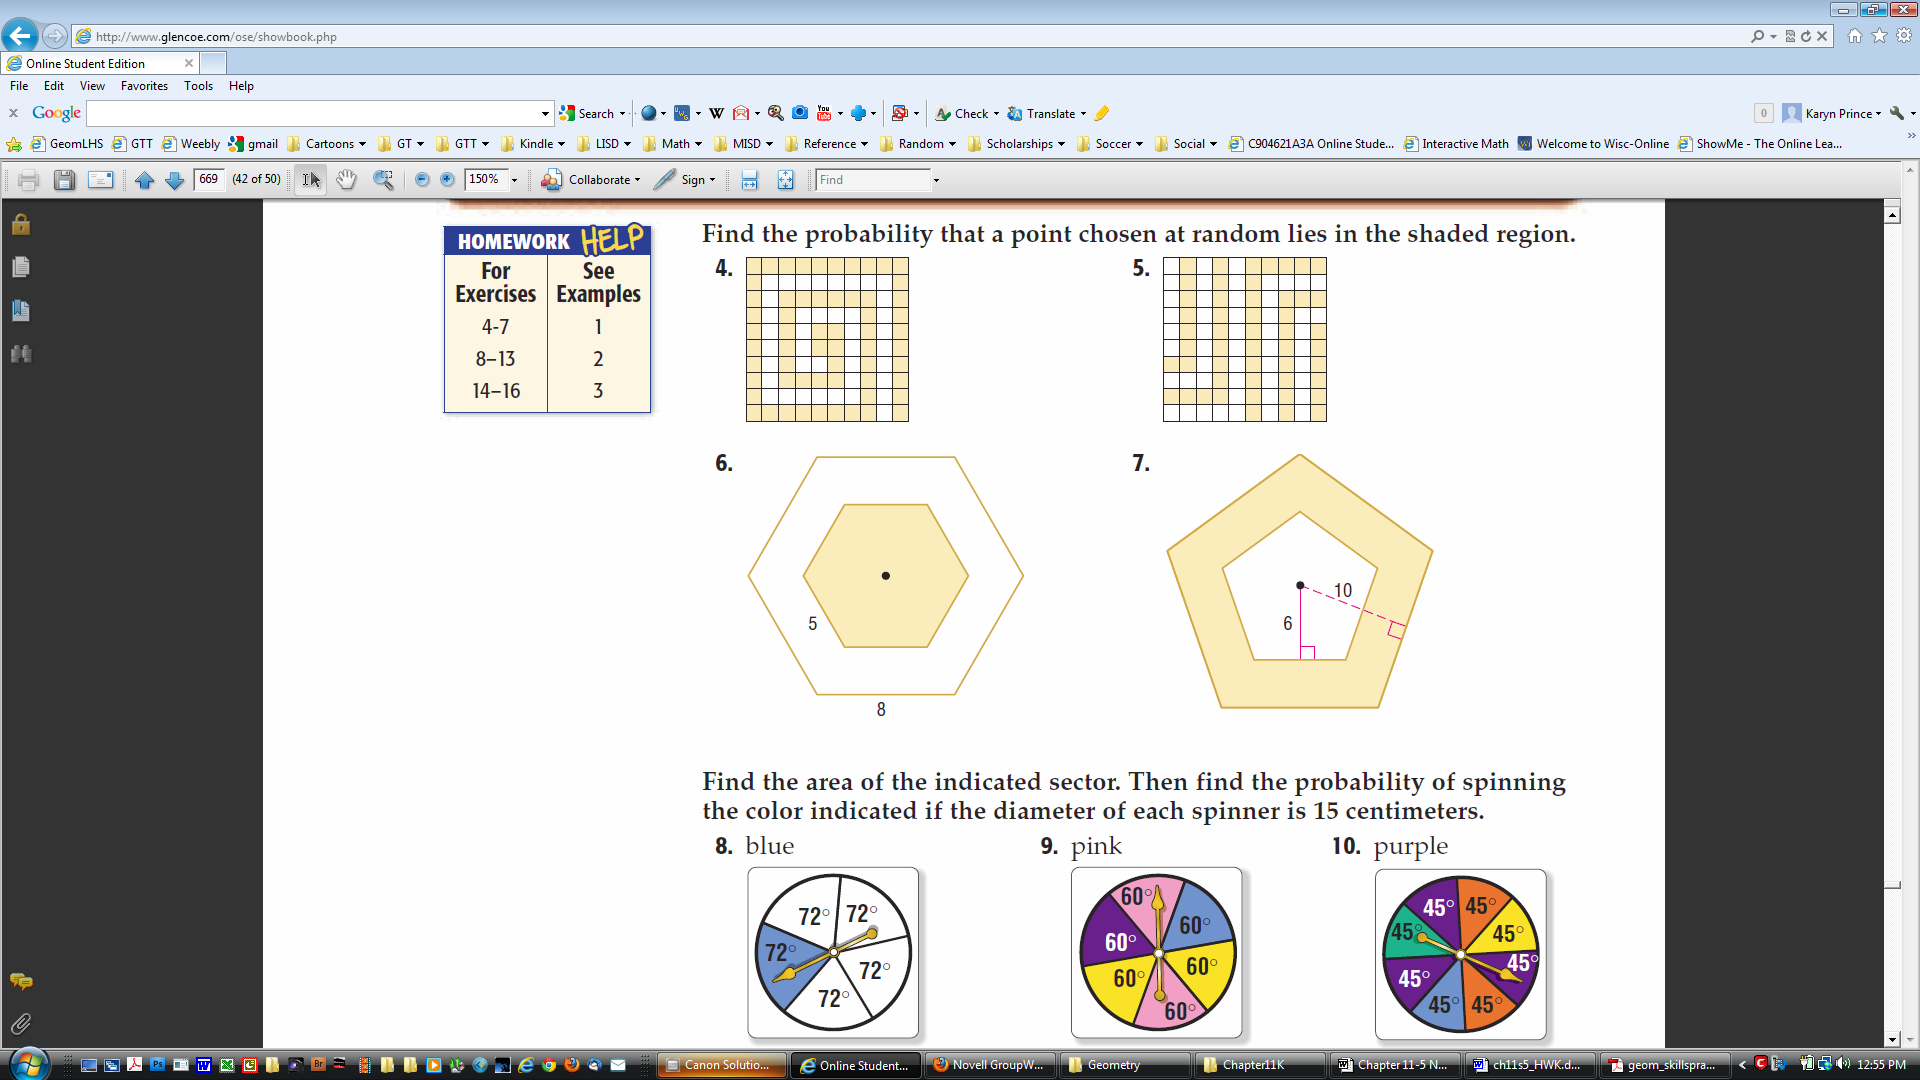 http://www.glencoe.com/ose/showbook.php
Online Student Edition
File Edit View Favorites Tools Help
x Google Search Check Translate 0 Karyn Prince
GeomLHS GTT Weebly gmail Cartoons GT GTT Kindle LISD Math MISD Reference Random Scholarships Soccer Social C904621A3A Online Stude... Interactive Math Welcome to Wisc-Online ShowMe - The Online Lea...
669 (42 of 50) 150% Collaborate Sign Find
HOMEWORK HELP
For Exercises See Examples
4-7 1
8–13 2
14–16 3
Find the probability that a point chosen at random lies in the shaded region.
4. 5.
6. 7.
5
8
10
6
Find the area of the indicated sector. Then find the probability of spinning
the color indicated if the diameter of each spinner is 15 centimeters.
8. blue 9. pink 10. purple
72° 72° 72° 72° 72°
60° 60° 60° 60° 60° 60°
45° 45° 45° 45° 45° 45° 45° 45°
Canon Solutio... Online Student... Novell GroupW... Geometry Chapter11K Chapter 11-5 N... ch11s5_HWK.d... geom_skillspra... 12:55 PM